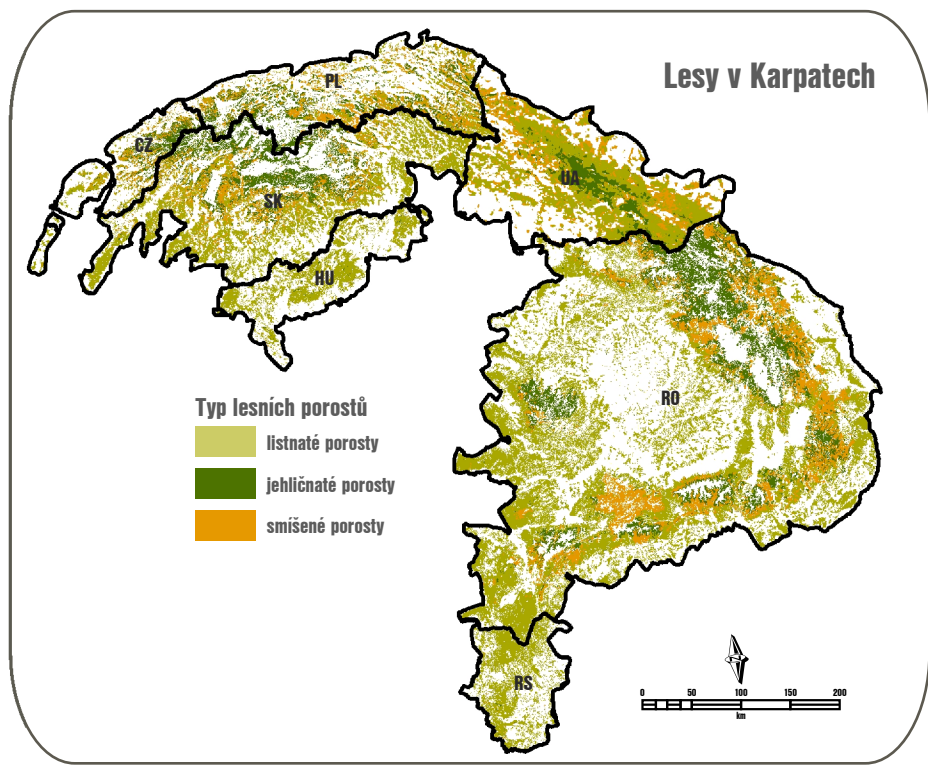 Lesy v Karpatech
PL
CZ
UA
SK
HU
RO
Typ lesních porostů
listnaté porosty
jehličnaté porosty
smíšené porosty
RS
0 50 100 150 200
km